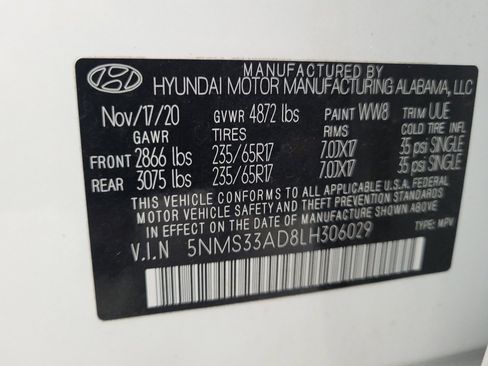 MANUFACTURED BY
HYUNDAI MOTOR MANUFACTURING ALABAMA, LLC
Nov/17/20 GVWR 4872 lbs PAINT WW8 TRIM UUE
GAWR TIRES RIMS COLD TIRE INFL
FRONT 2866 lbs 235/65R17 7.0JX17 35 psi SINGLE
REAR 3075 lbs 235/65R17 7.0JX17 35 psi SINGLE
THIS VEHICLE CONFORMS TO ALL APPLICABLE U.S.A. FEDERAL
MOTOR VEHICLE SAFETY AND THEFT PREVENTION STANDARDS
IN EFFECT ON THE DATE OF MANUFACTURE SHOWN ABOVE.
V.I.N 5NMS33AD8LH306029 TYPE: MPV